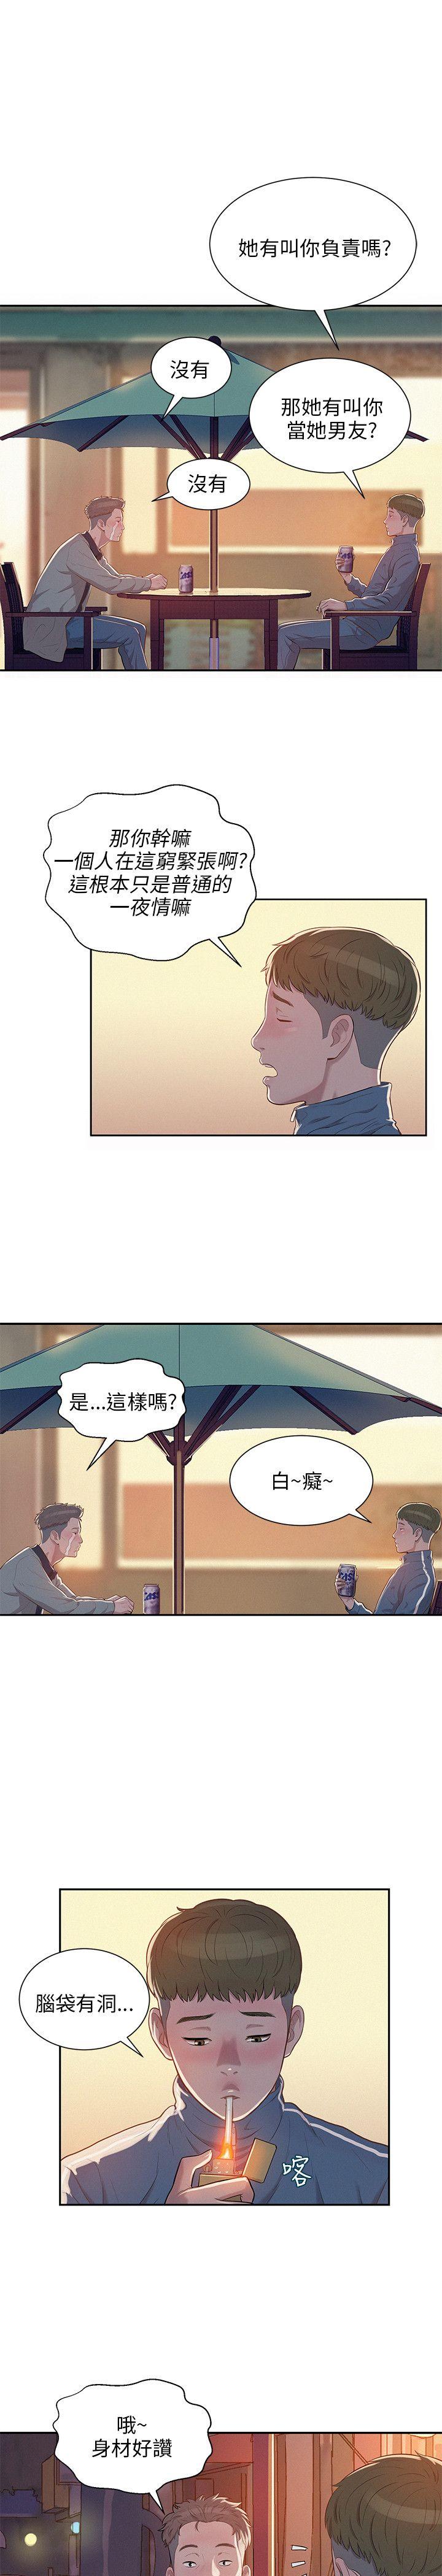 她有叫你負責嗎?
沒有
那她有叫你
當她男友?
沒有
那你幹嘛
一個人在這窮緊張啊?
這根本只是普通的
一夜情嘛
是...這樣嗎?
白~癡~
腦袋有洞...
喀
哦~
身材好讚